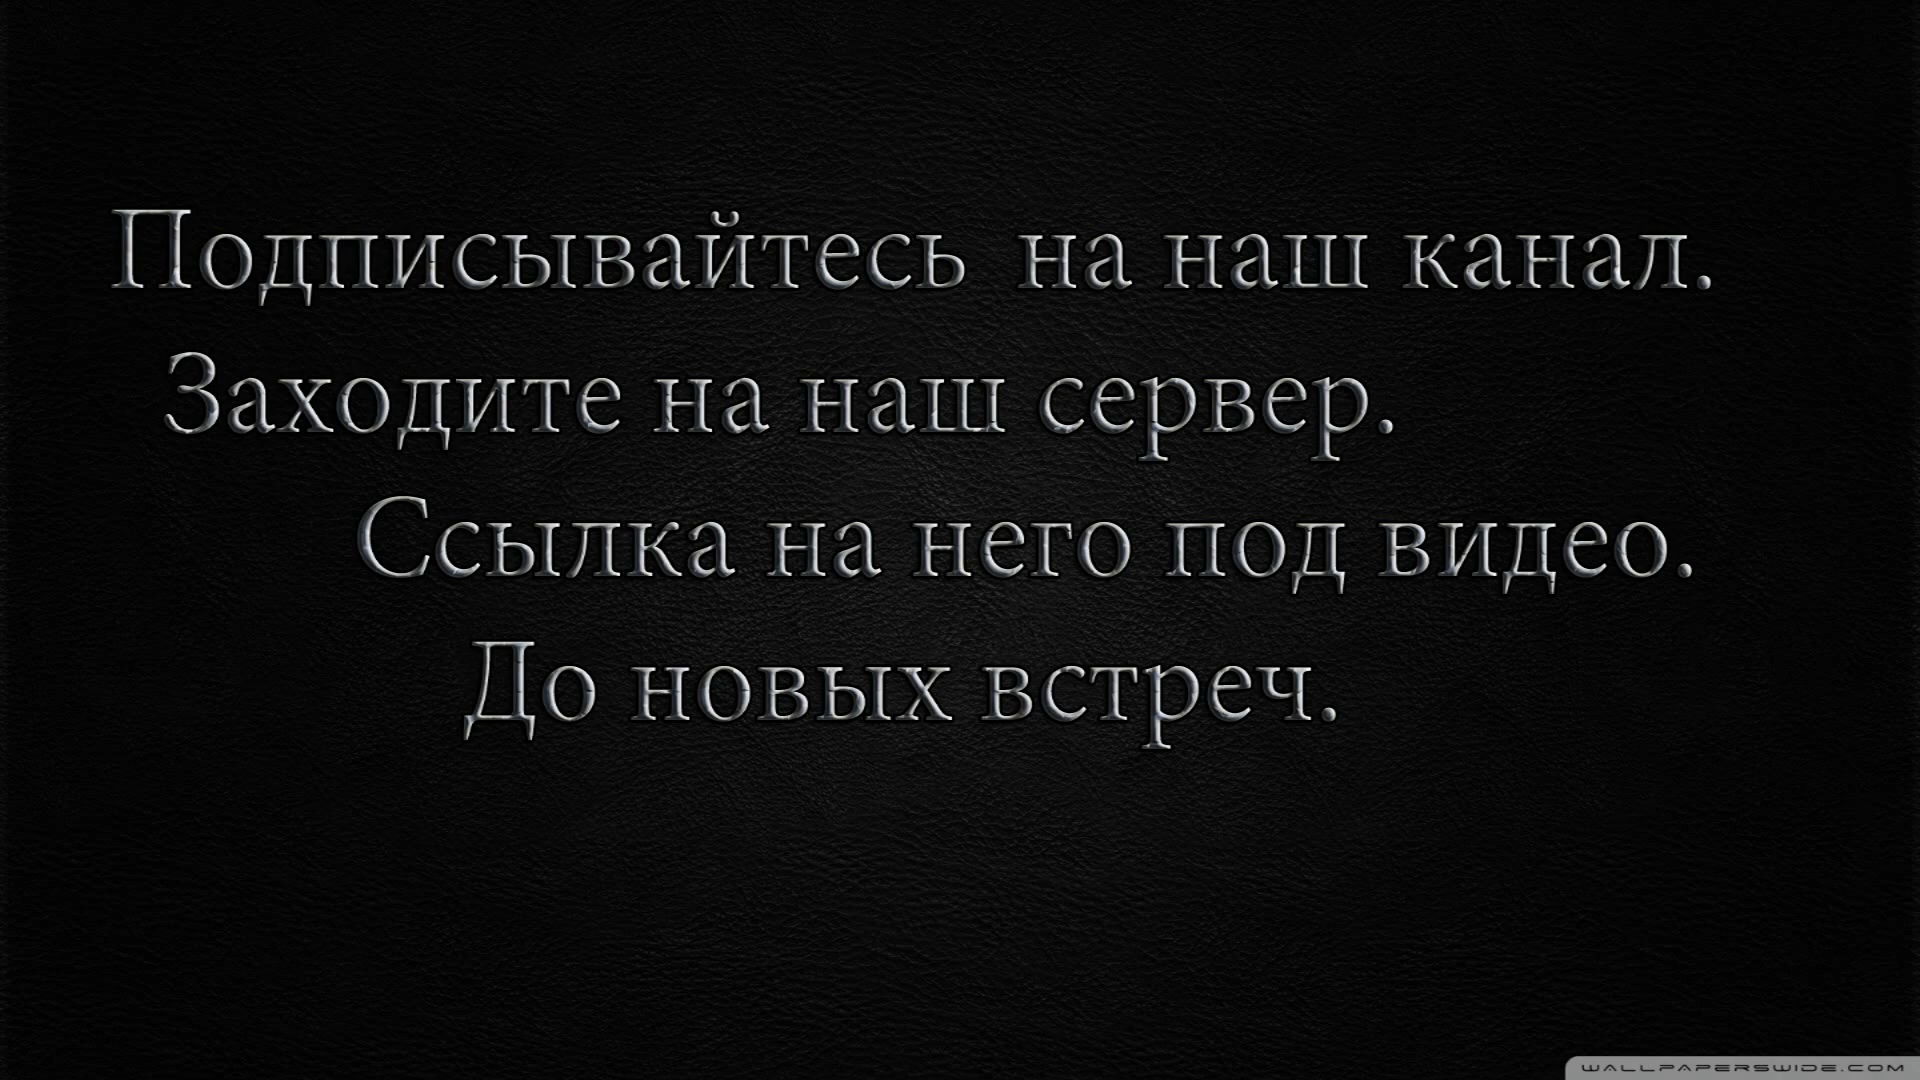 Подписывайтесь на наш канал.
Заходите на наш сервер.
Ссылка на него под видео.
До новых встреч.
WALLPAPERSWIDE.COM